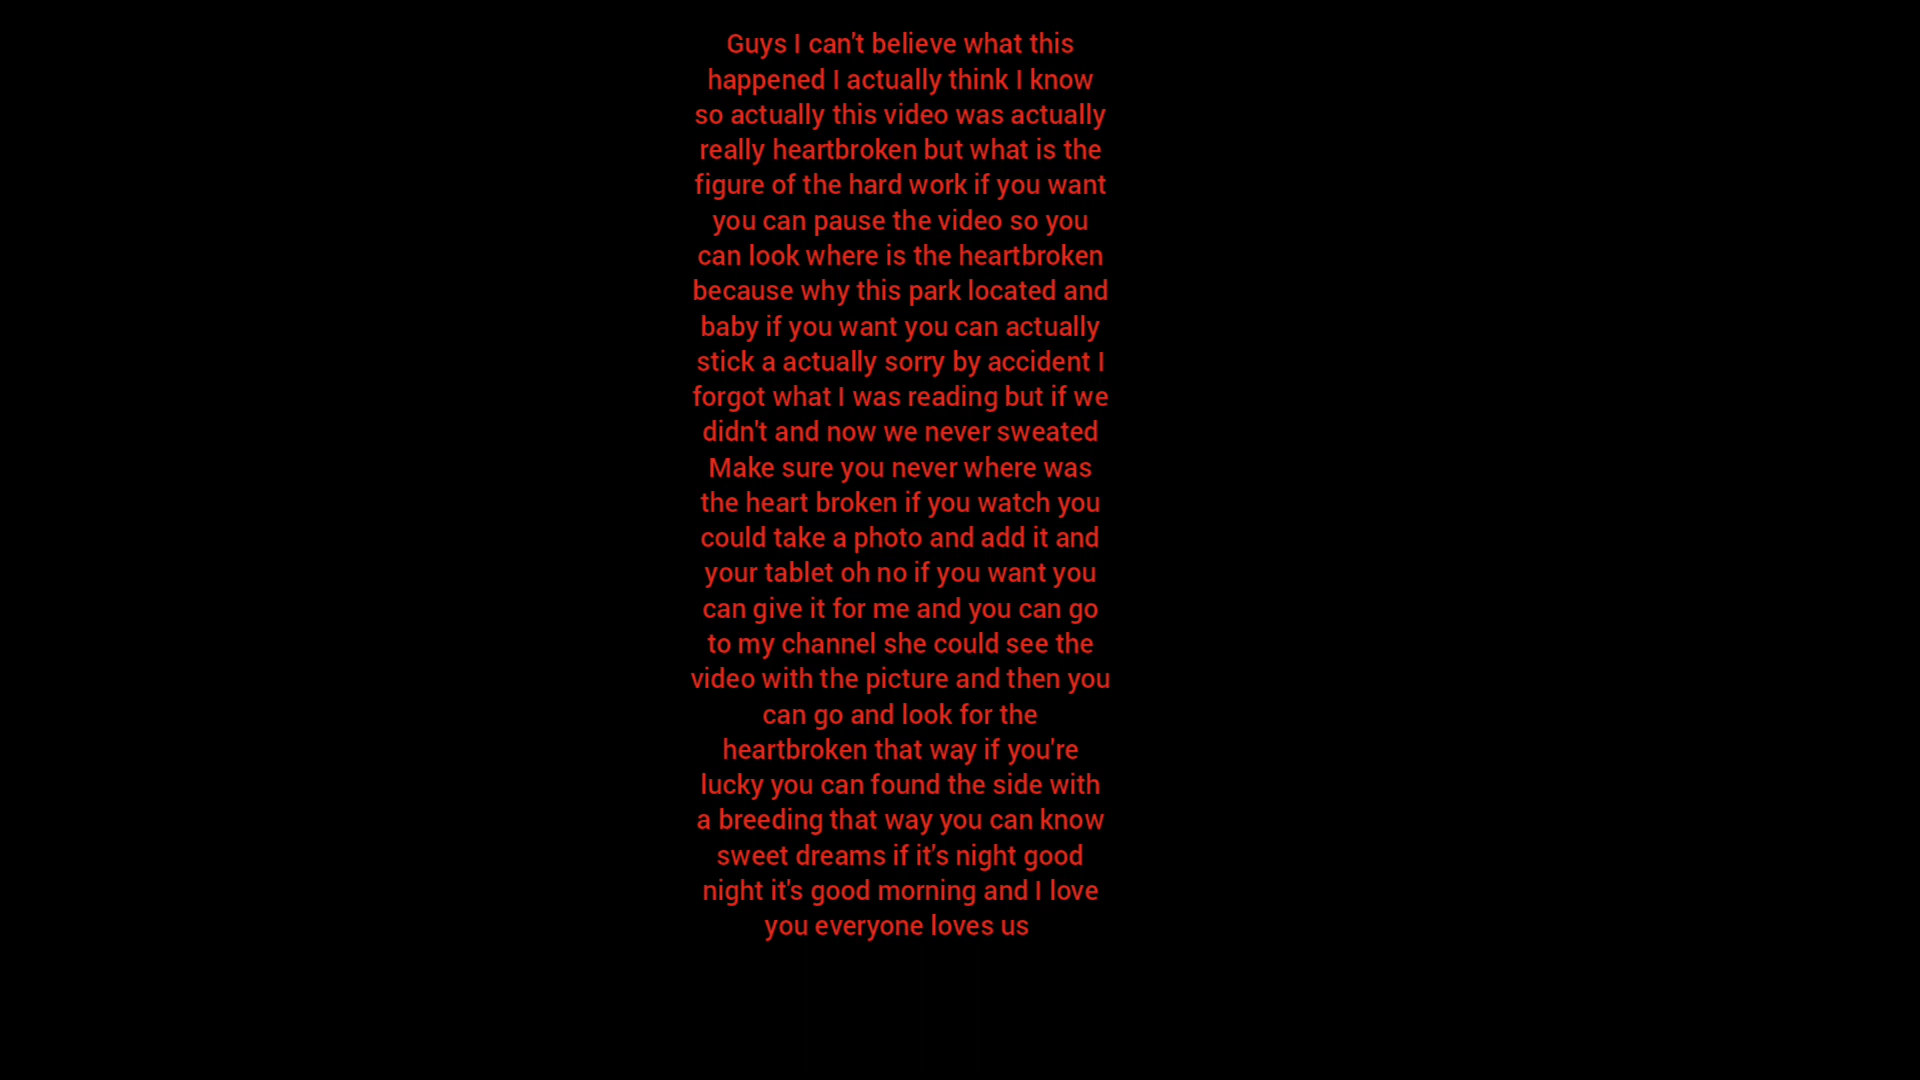 Guys I can't believe what this
happened I actually think I know
so actually this video was actually
really heartbroken but what is the
figure of the hard work if you want
you can pause the video so you
can look where is the heartbroken
because why this park located and
baby if you want you can actually
stick a actually sorry by accident I
forgot what I was reading but if we
didn't and now we never sweated
Make sure you never where was
the heart broken if you watch you
could take a photo and add it and
your tablet oh no if you want you
can give it for me and you can go
to my channel she could see the
video with the picture and then you
can go and look for the
heartbroken that way if you're
lucky you can found the side with
a breeding that way you can know
sweet dreams if it's night good
night it's good morning and I love
you everyone loves us